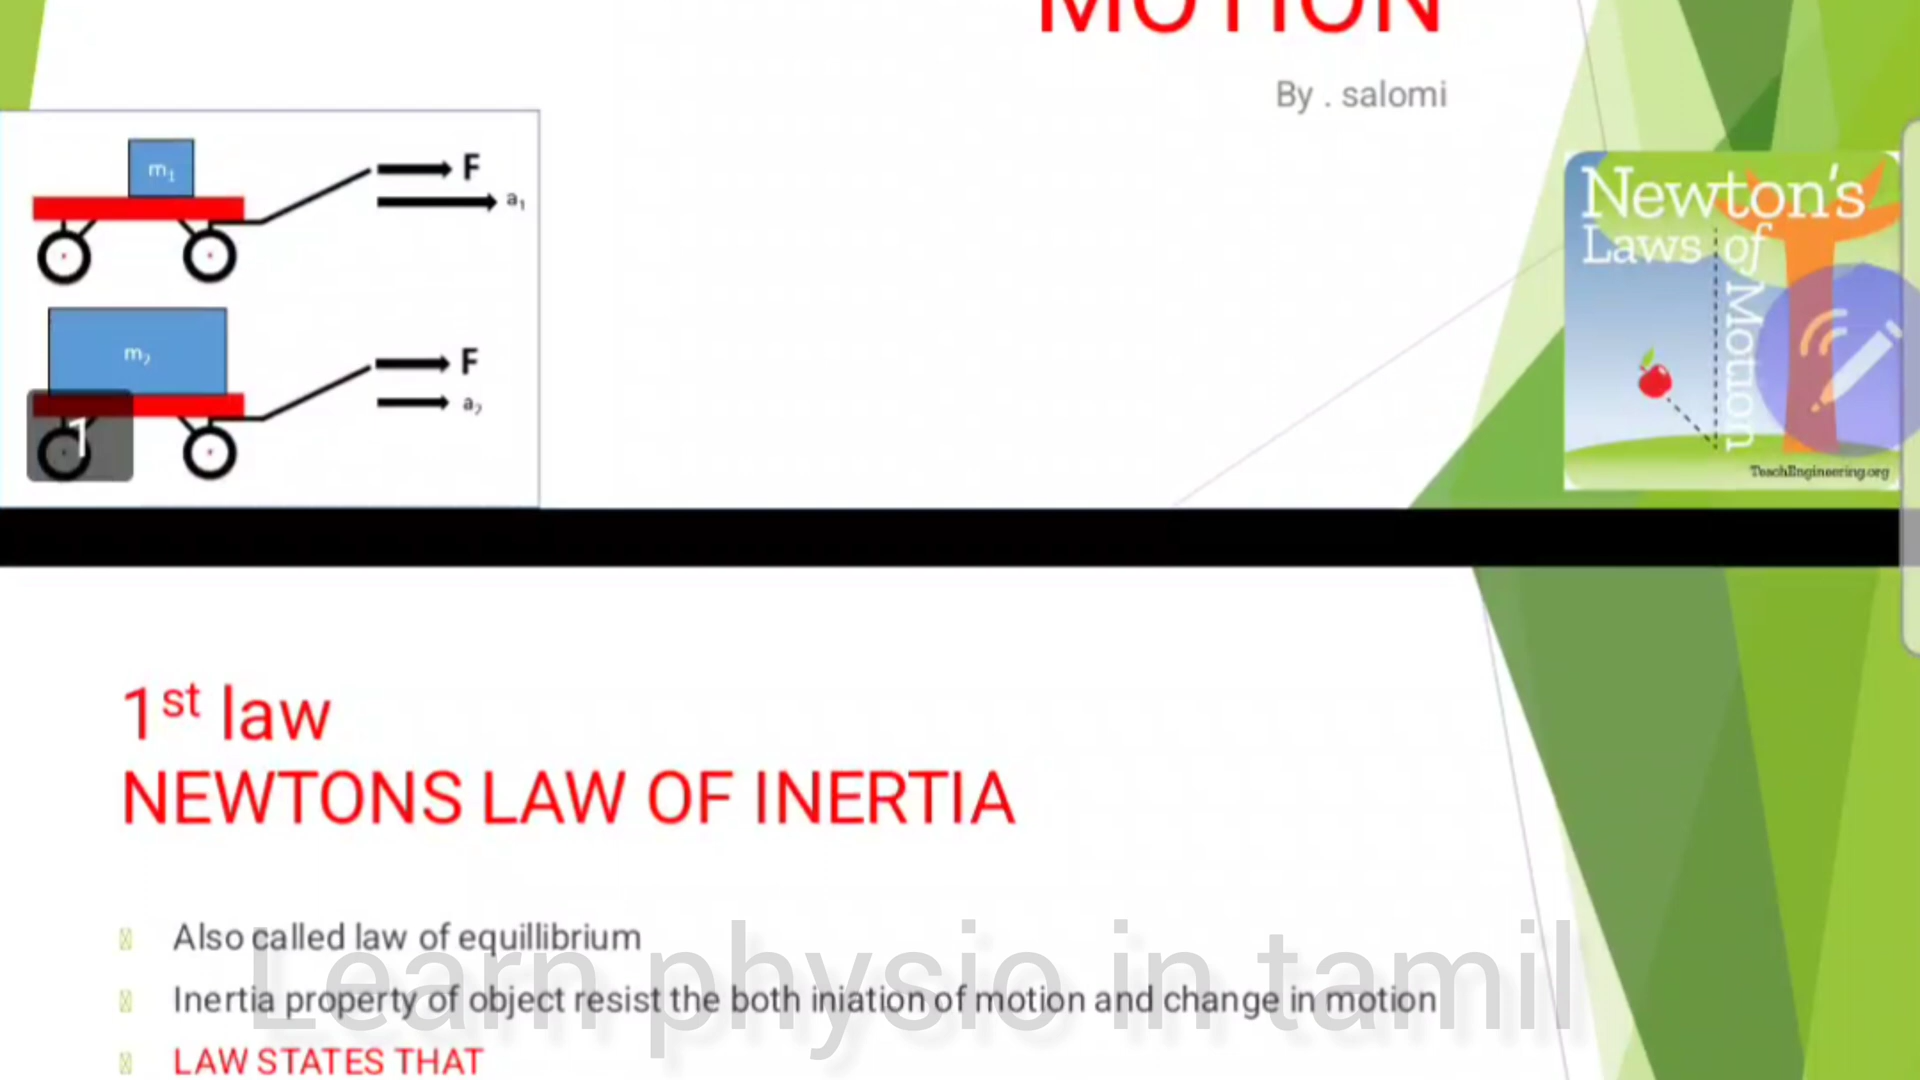 MOTION
By . salomi
m1
F
a1
m2
F
a2
1
Newton's
Laws of
Motion
TeachEngineering.org
1st law
NEWTONS LAW OF INERTIA
Also called law of equillibrium
Inertia property of object resist the both iniation of motion and change in motion
LAW STATES THAT
Learn physio in tamil